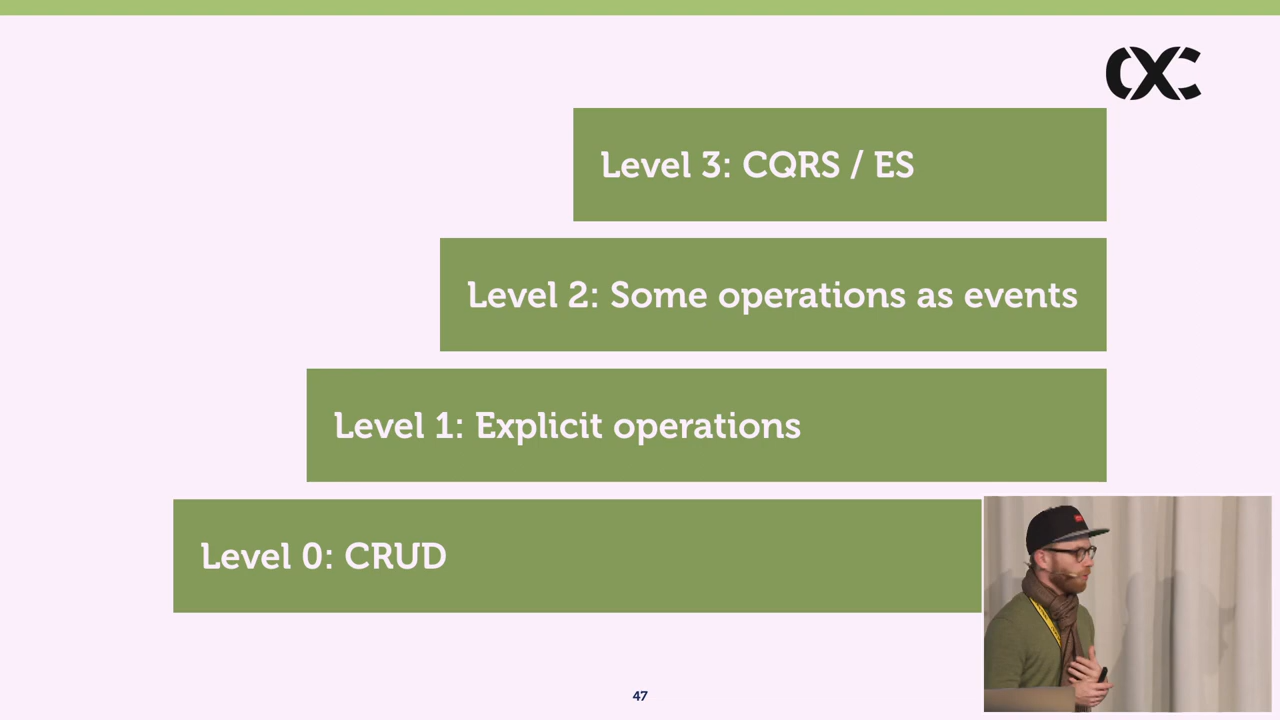 Level 3: CQRS / ES
Level 2: Some operations as events
Level 1: Explicit operations
Level 0: CRUD
47